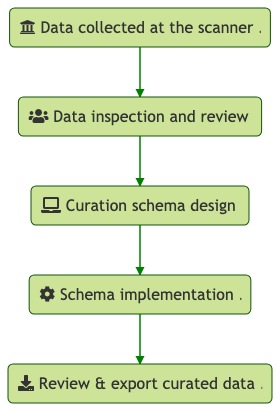 Data collected at the scanner .
Data inspection and review
Curation schema design
Schema implementation .
Review & export curated data .